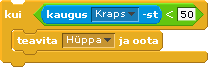 kui kaugus Kraps -st < 50
teavita Hüppa ja oota